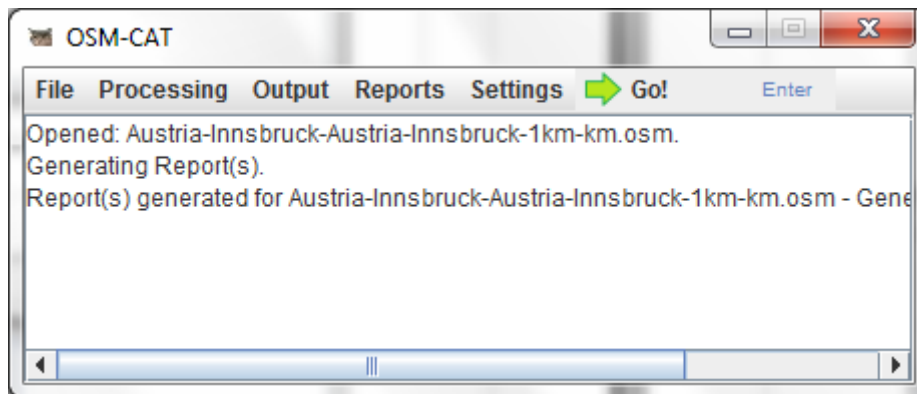 OSM-CAT
File Processing Output Reports Settings Go! Enter
Opened: Austria-Innsbruck-Austria-Innsbruck-1km-km.osm.
Generating Report(s).
Report(s) generated for Austria-Innsbruck-Austria-Innsbruck-1km-km.osm - Gene